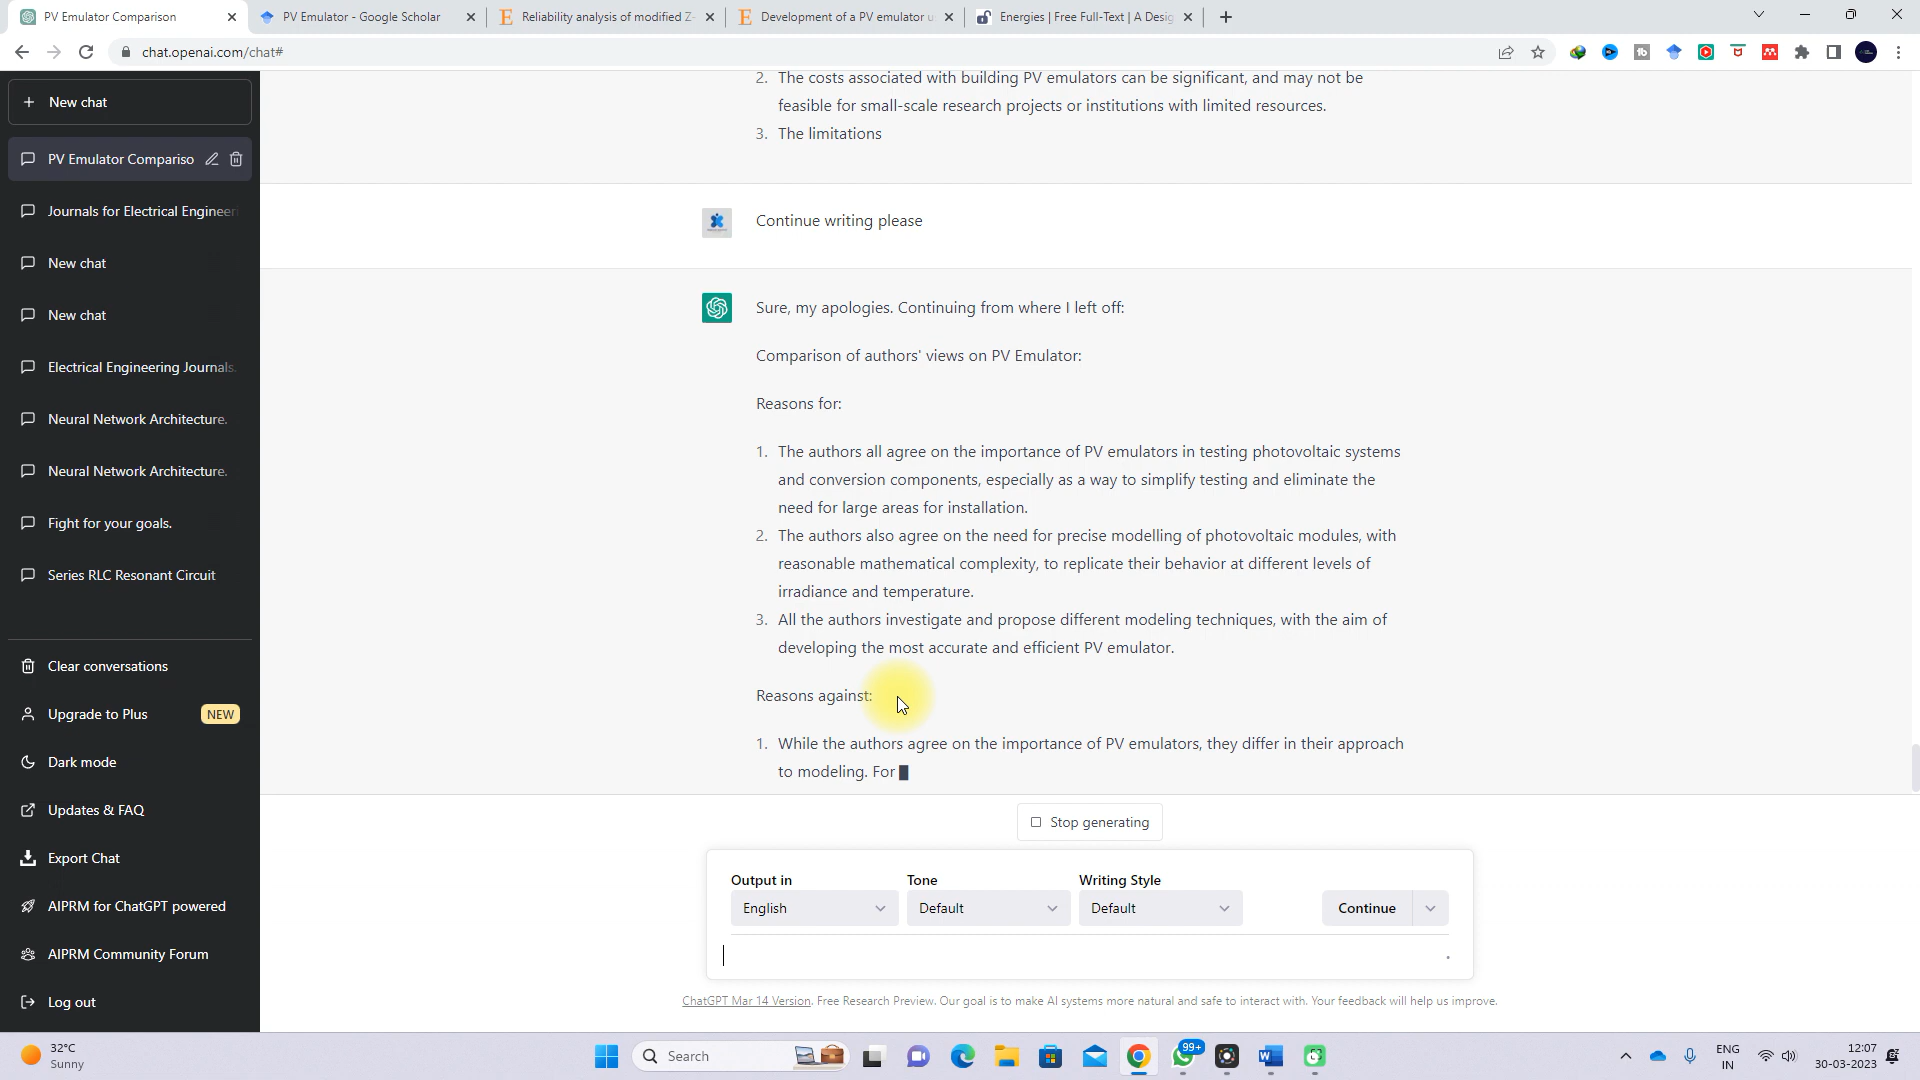 PV Emulator Comparison
PV Emulator - Google Scholar
Reliability analysis of modified Z-
Development of a PV emulator u
Energies | Free Full-Text | A Desig
chat.openai.com/chat#
New chat
PV Emulator Compariso
Journals for Electrical Engineer
New chat
New chat
Electrical Engineering Journals.
Neural Network Architecture.
Neural Network Architecture.
Fight for your goals.
Series RLC Resonant Circuit
Clear conversations
Upgrade to Plus NEW
Dark mode
Updates & FAQ
Export Chat
AIPRM for ChatGPT powered
AIPRM Community Forum
Log out
2. The costs associated with building PV emulators can be significant, and may not be
feasible for small-scale research projects or institutions with limited resources.
3. The limitations
Continue writing please
Sure, my apologies. Continuing from where I left off:
Comparison of authors' views on PV Emulator:
Reasons for:
1. The authors all agree on the importance of PV emulators in testing photovoltaic systems
and conversion components, especially as a way to simplify testing and eliminate the
need for large areas for installation.
2. The authors also agree on the need for precise modelling of photovoltaic modules, with
reasonable mathematical complexity, to replicate their behavior at different levels of
irradiance and temperature.
3. All the authors investigate and propose different modeling techniques, with the aim of
developing the most accurate and efficient PV emulator.
Reasons against:
1. While the authors agree on the importance of PV emulators, they differ in their approach
to modeling. For
Stop generating
Output in Tone Writing Style
English Default Default Continue
ChatGPT Mar 14 Version. Free Research Preview. Our goal is to make AI systems more natural and safe to interact with. Your feedback will help us improve.
32°C
Sunny
Search
99+
ENG
IN
12:07
30-03-2023